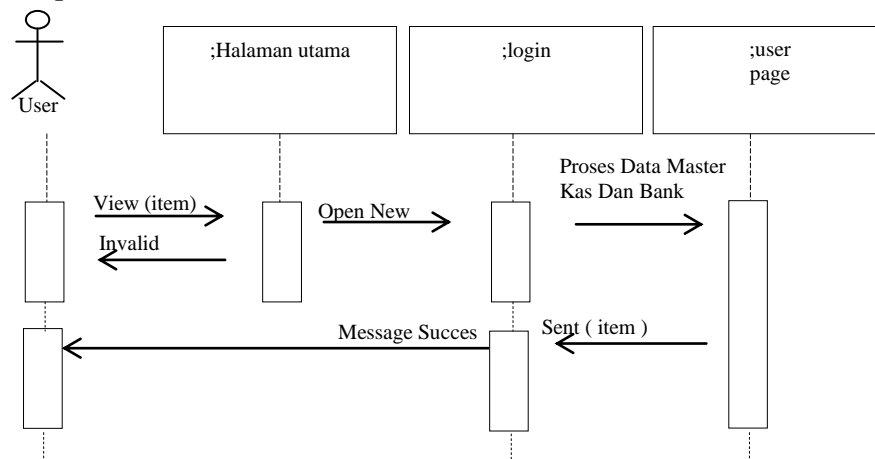 ;Halaman utama
;login
;user
page
User
Proses Data Master
Kas Dan Bank
View (item)
Open New
Invalid
Message Succes
Sent ( item )